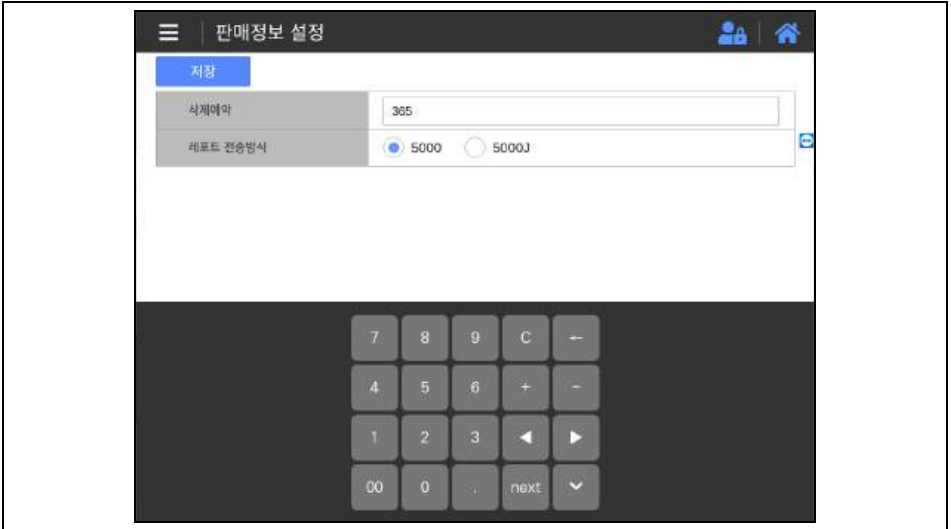 판매정보 설정
저장
삭제예약 365
레포트 전송방식 5000 5000J
7 8 9 C ←
4 5 6 + -
1 2 3 ◀ ▶
00 0 . next